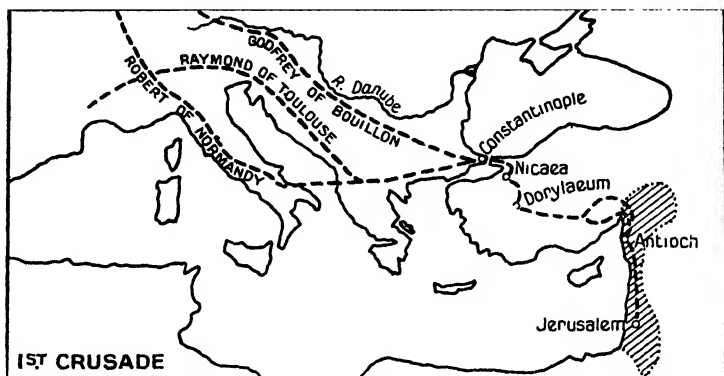 GODFREY OF BOUILLON
RAYMOND OF TOULOUSE
ROBERT OF NORMANDY
R. Danube
Constantinople
Nicaea
Dorylaeum
Antioch
Jerusalem
1ST. CRUSADE